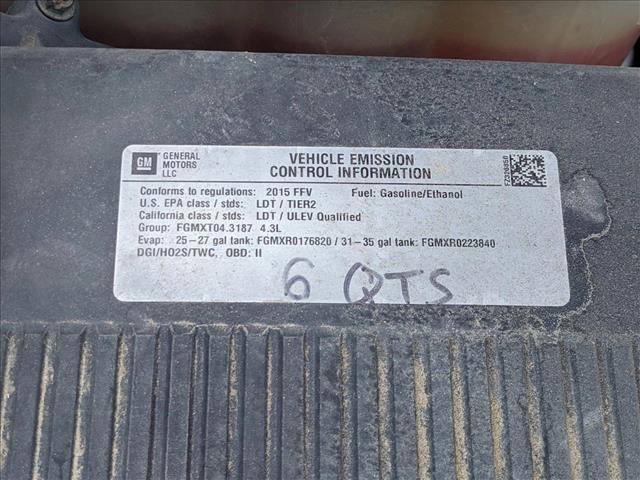 GM GENERAL MOTORS LLC
VEHICLE EMISSION
CONTROL INFORMATION
Conforms to regulations: 2015 FFV Fuel: Gasoline/Ethanol
U.S. EPA class / stds: LDT / TIER2
California class / stds: LDT / ULEV Qualified
Group: FGMXT04.3187 4.3L
Evap: 25-27 gal tank: FGMXR0176820 / 31-35 gal tank: FGMXR0223840
DGI/HO2S/TWC, OBD: II
6 QTS